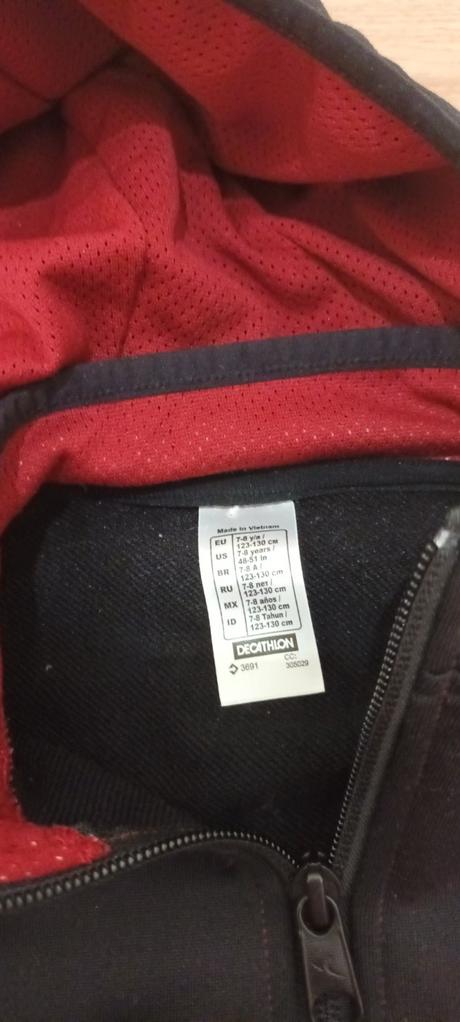 Made in Vietnam
EU 7-8 y/a / 123-130 см
US 7-8 years / 48-51 in
BR 7-8 A / 123-130 cm
RU 7-8 лет / 123-130 cm
MX 7-8 años / 123-130 cm
ID 7-8 Tahun / 123-130 cm
DECATHLON
3691 CC: 305029